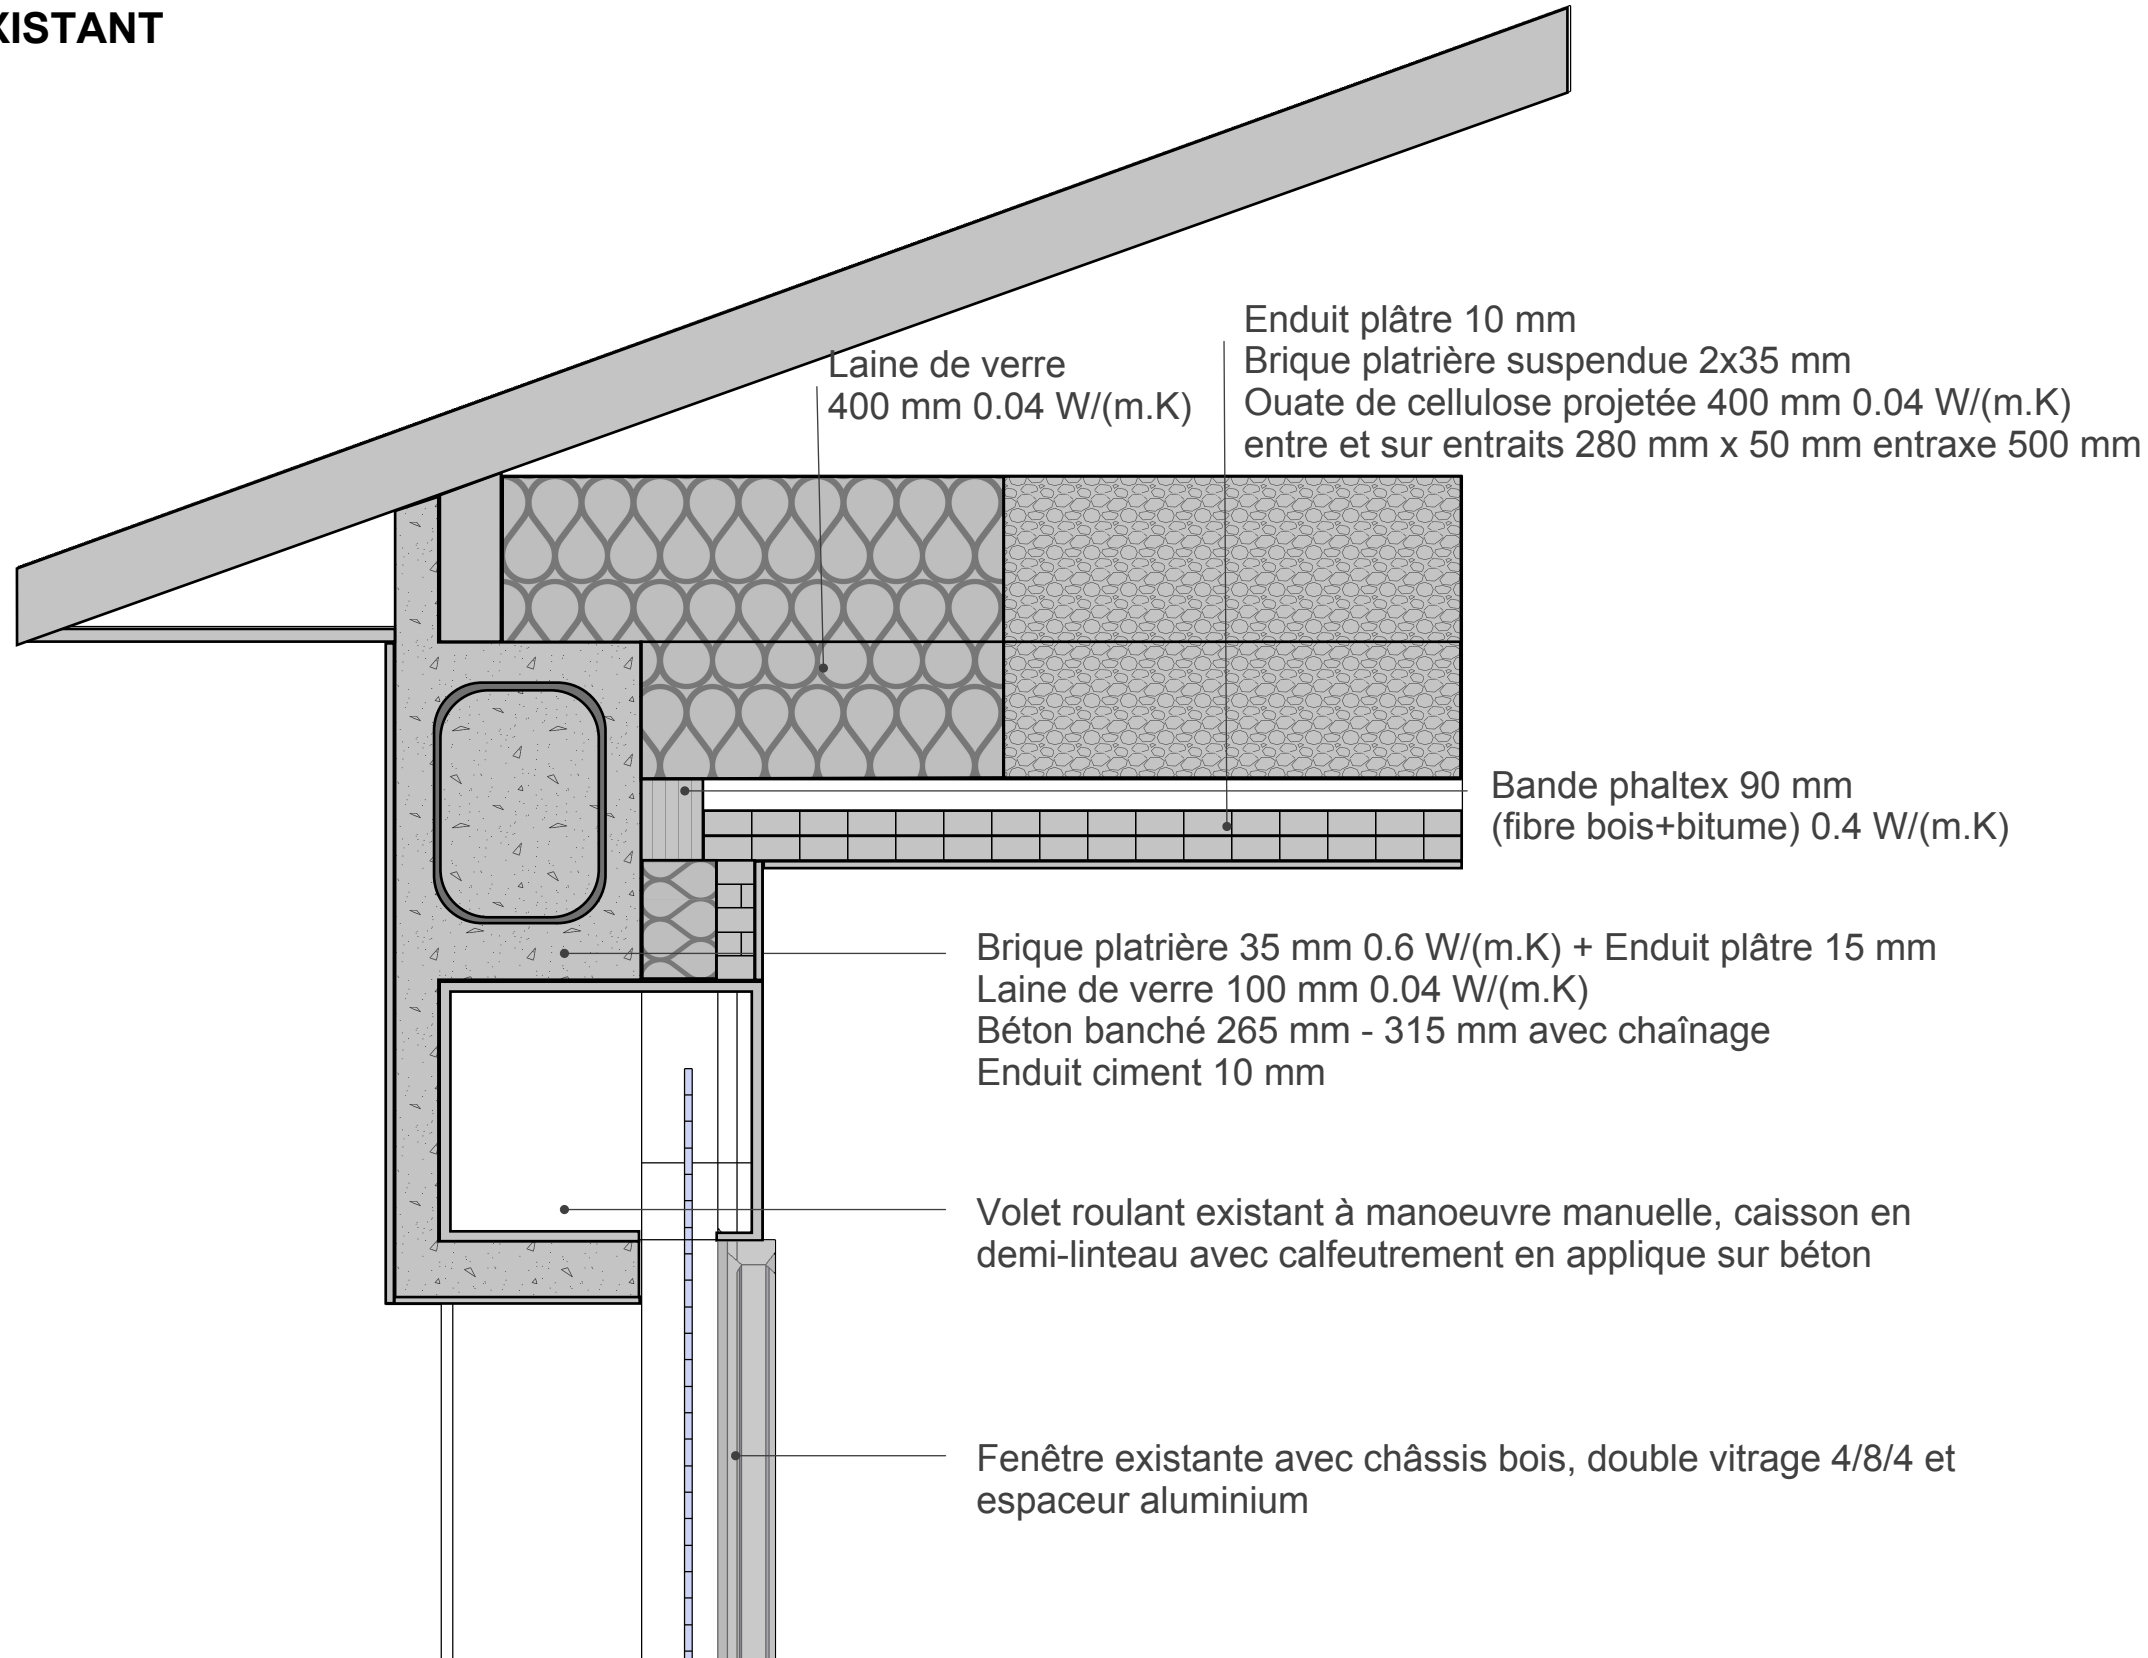 XISTANT
Enduit plâtre 10 mm
Brique platrière suspendue 2x35 mm
Ouate de cellulose projetée 400 mm 0.04 W/(m.K)
entre et sur entraits 280 mm x 50 mm entraxe 500 mm
Laine de verre
400 mm 0.04 W/(m.K)
Bande phaltex 90 mm
(fibre bois+bitume) 0.4 W/(m.K)
Brique platrière 35 mm 0.6 W/(m.K) + Enduit plâtre 15 mm
Laine de verre 100 mm 0.04 W/(m.K)
Béton banché 265 mm - 315 mm avec chaînage
Enduit ciment 10 mm
Volet roulant existant à manoeuvre manuelle, caisson en
demi-linteau avec calfeutrement en applique sur béton
Fenêtre existante avec châssis bois, double vitrage 4/8/4 et
espaceur aluminium